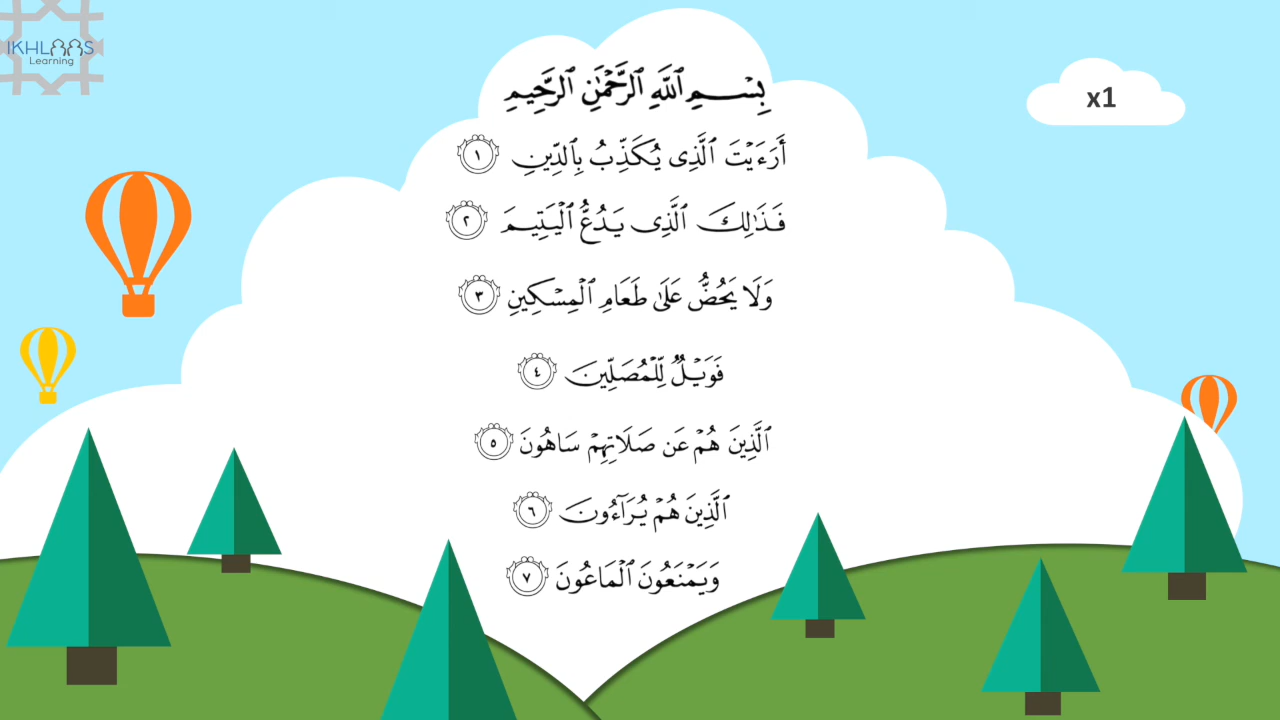 IKHLAAS
Learning
x1
بِسْمِ ٱللَّهِ ٱلرَّحْمَٰنِ ٱلرَّحِيمِ
أَرَءَيْتَ ٱلَّذِى يُكَذِّبُ بِٱلدِّينِ ١
فَذَٰلِكَ ٱلَّذِى يَدُعُّ ٱلْيَتِيمَ ٢
وَلَا يَحُضُّ عَلَىٰ طَعَامِ ٱلْمِسْكِينِ ٣
فَوَيْلٌ لِّلْمُصَلِّينَ ٤
ٱلَّذِينَ هُمْ عَن صَلَاتِهِمْ سَاهُونَ ٥
ٱلَّذِينَ هُمْ يُرَآءُونَ ٦
وَيَمْنَعُونَ ٱلْمَاعُونَ ٧